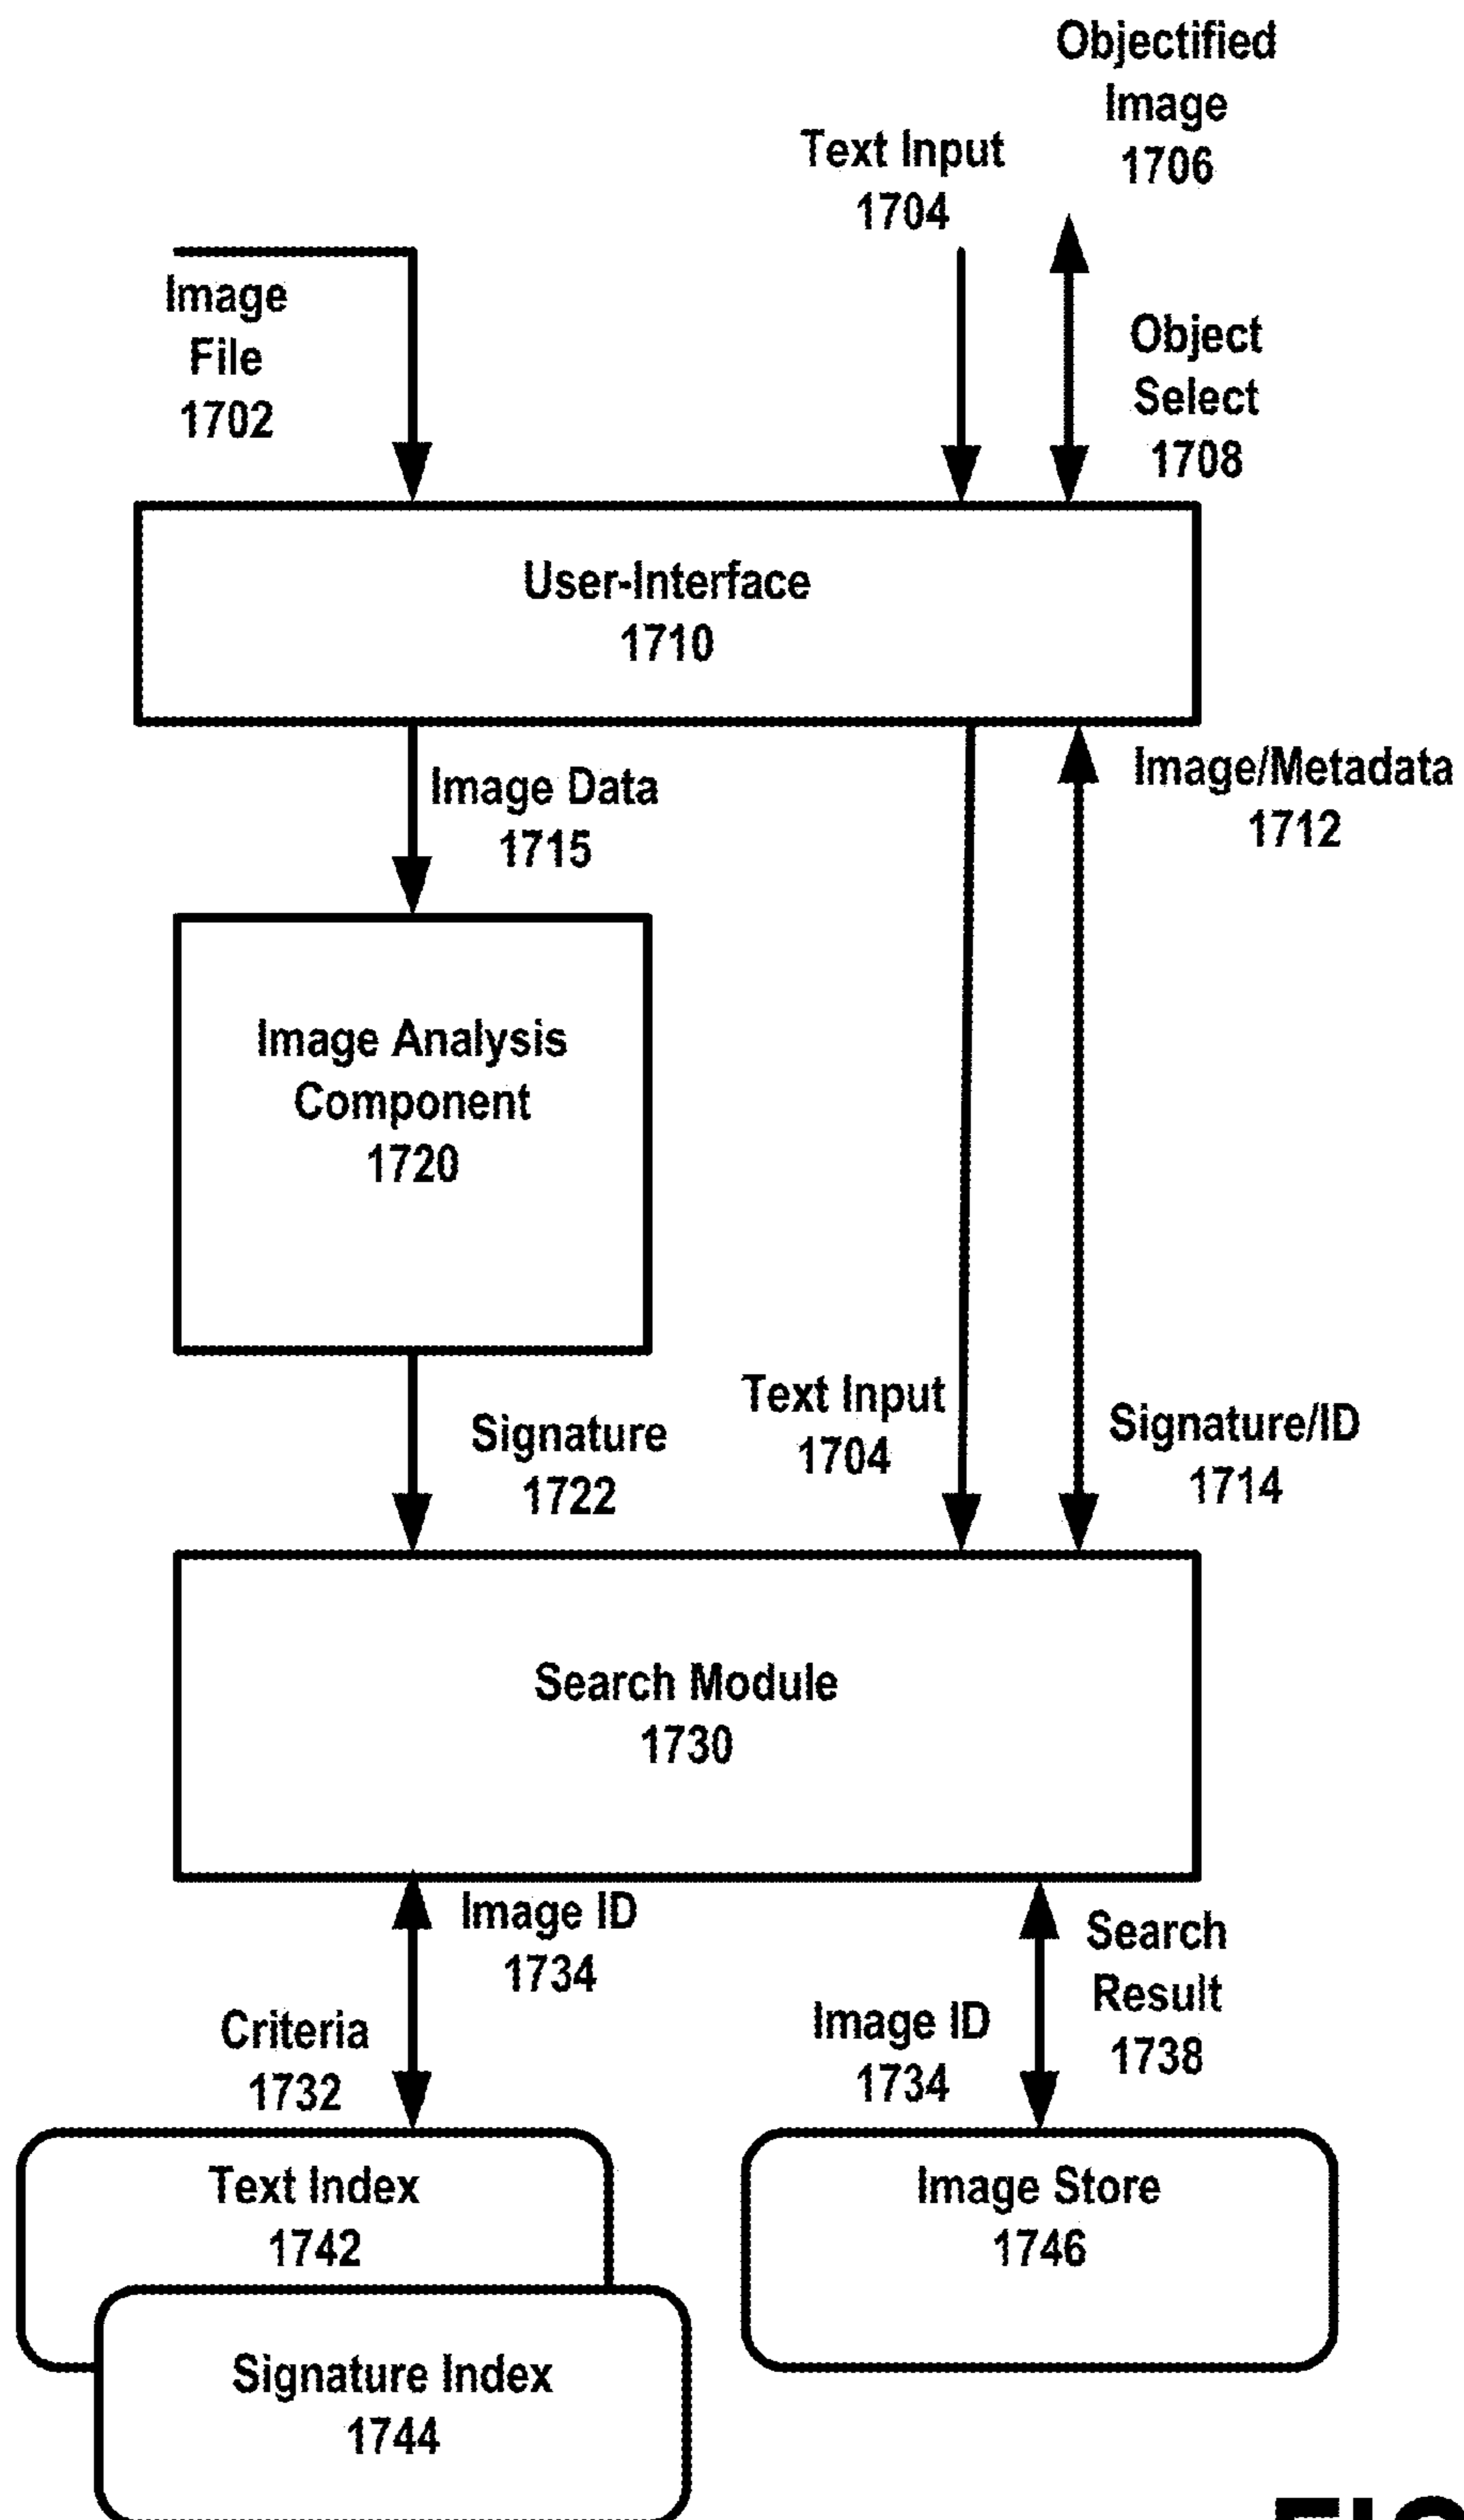 Objectified
Image
1706
Text Input
1704
Image
File
1702
Object
Select
1708
User-Interface
1710
Image Data
1715
Image/Metadata
1712
Image Analysis
Component
1720
Signature
1722
Text Input
1704
Signature/ID
1714
Search Module
1730
Image ID
1734
Criteria
1732
Search
Result
1738
Image ID
1734
Text Index
1742
Signature Index
1744
Image Store
1746